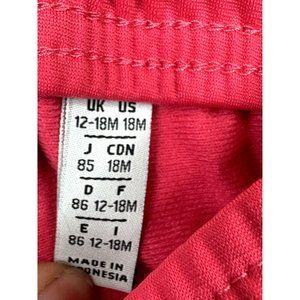 UK US
12-18M 18M
J CDN
85 18M
D F
86 12-18M
E I
86 12-18M
MADE IN
INDONESIA